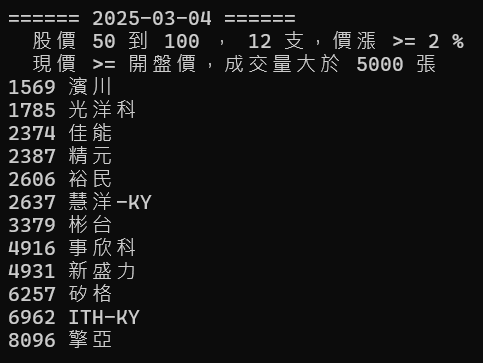 ====== 2025-03-04 ======
股價 50 到 100 , 12 支,價漲 >= 2 %
現價 >= 開盤價,成交量大於 5000 張
1569 濱川
1785 光洋科
2374 佳能
2387 精元
2606 裕民
2637 慧洋-KY
3379 彬台
4916 事欣科
4931 新盛力
6257 矽格
6962 ITH-KY
8096 擎亞